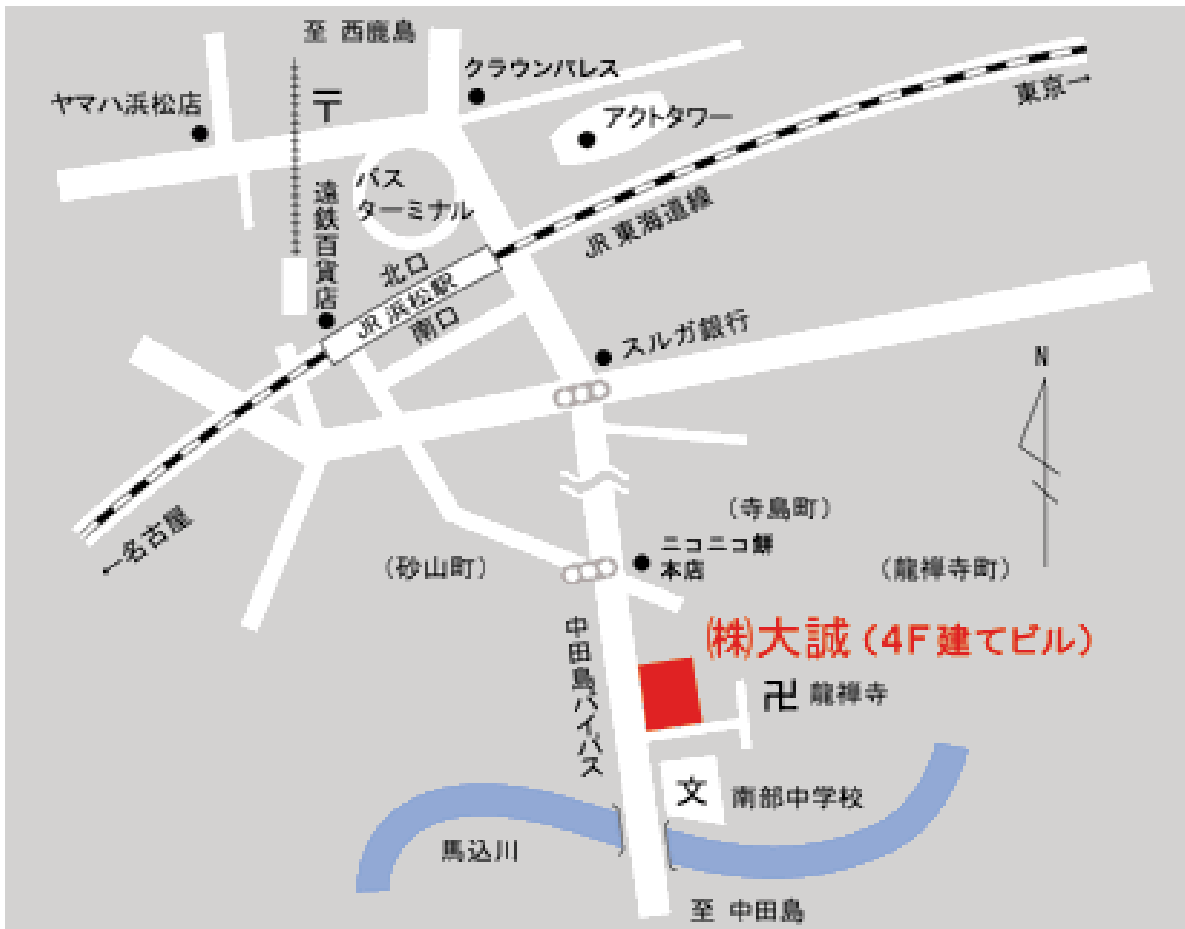 至 西鹿島
クラウンパレス
ヤマハ浜松店
〒
アクトタワー
東京→
バス
ターミナル
遠鉄百貨店
JR 東海道線
北口
JR 浜松駅
南口
スルガ銀行
N
←名古屋
(寺島町)
ニコニコ餅
本店
(砂山町)
(龍禅寺町)
中田島バイパス
㈱大誠(4F建てビル)
卍 龍禅寺
文 南部中学校
馬込川
至 中田島